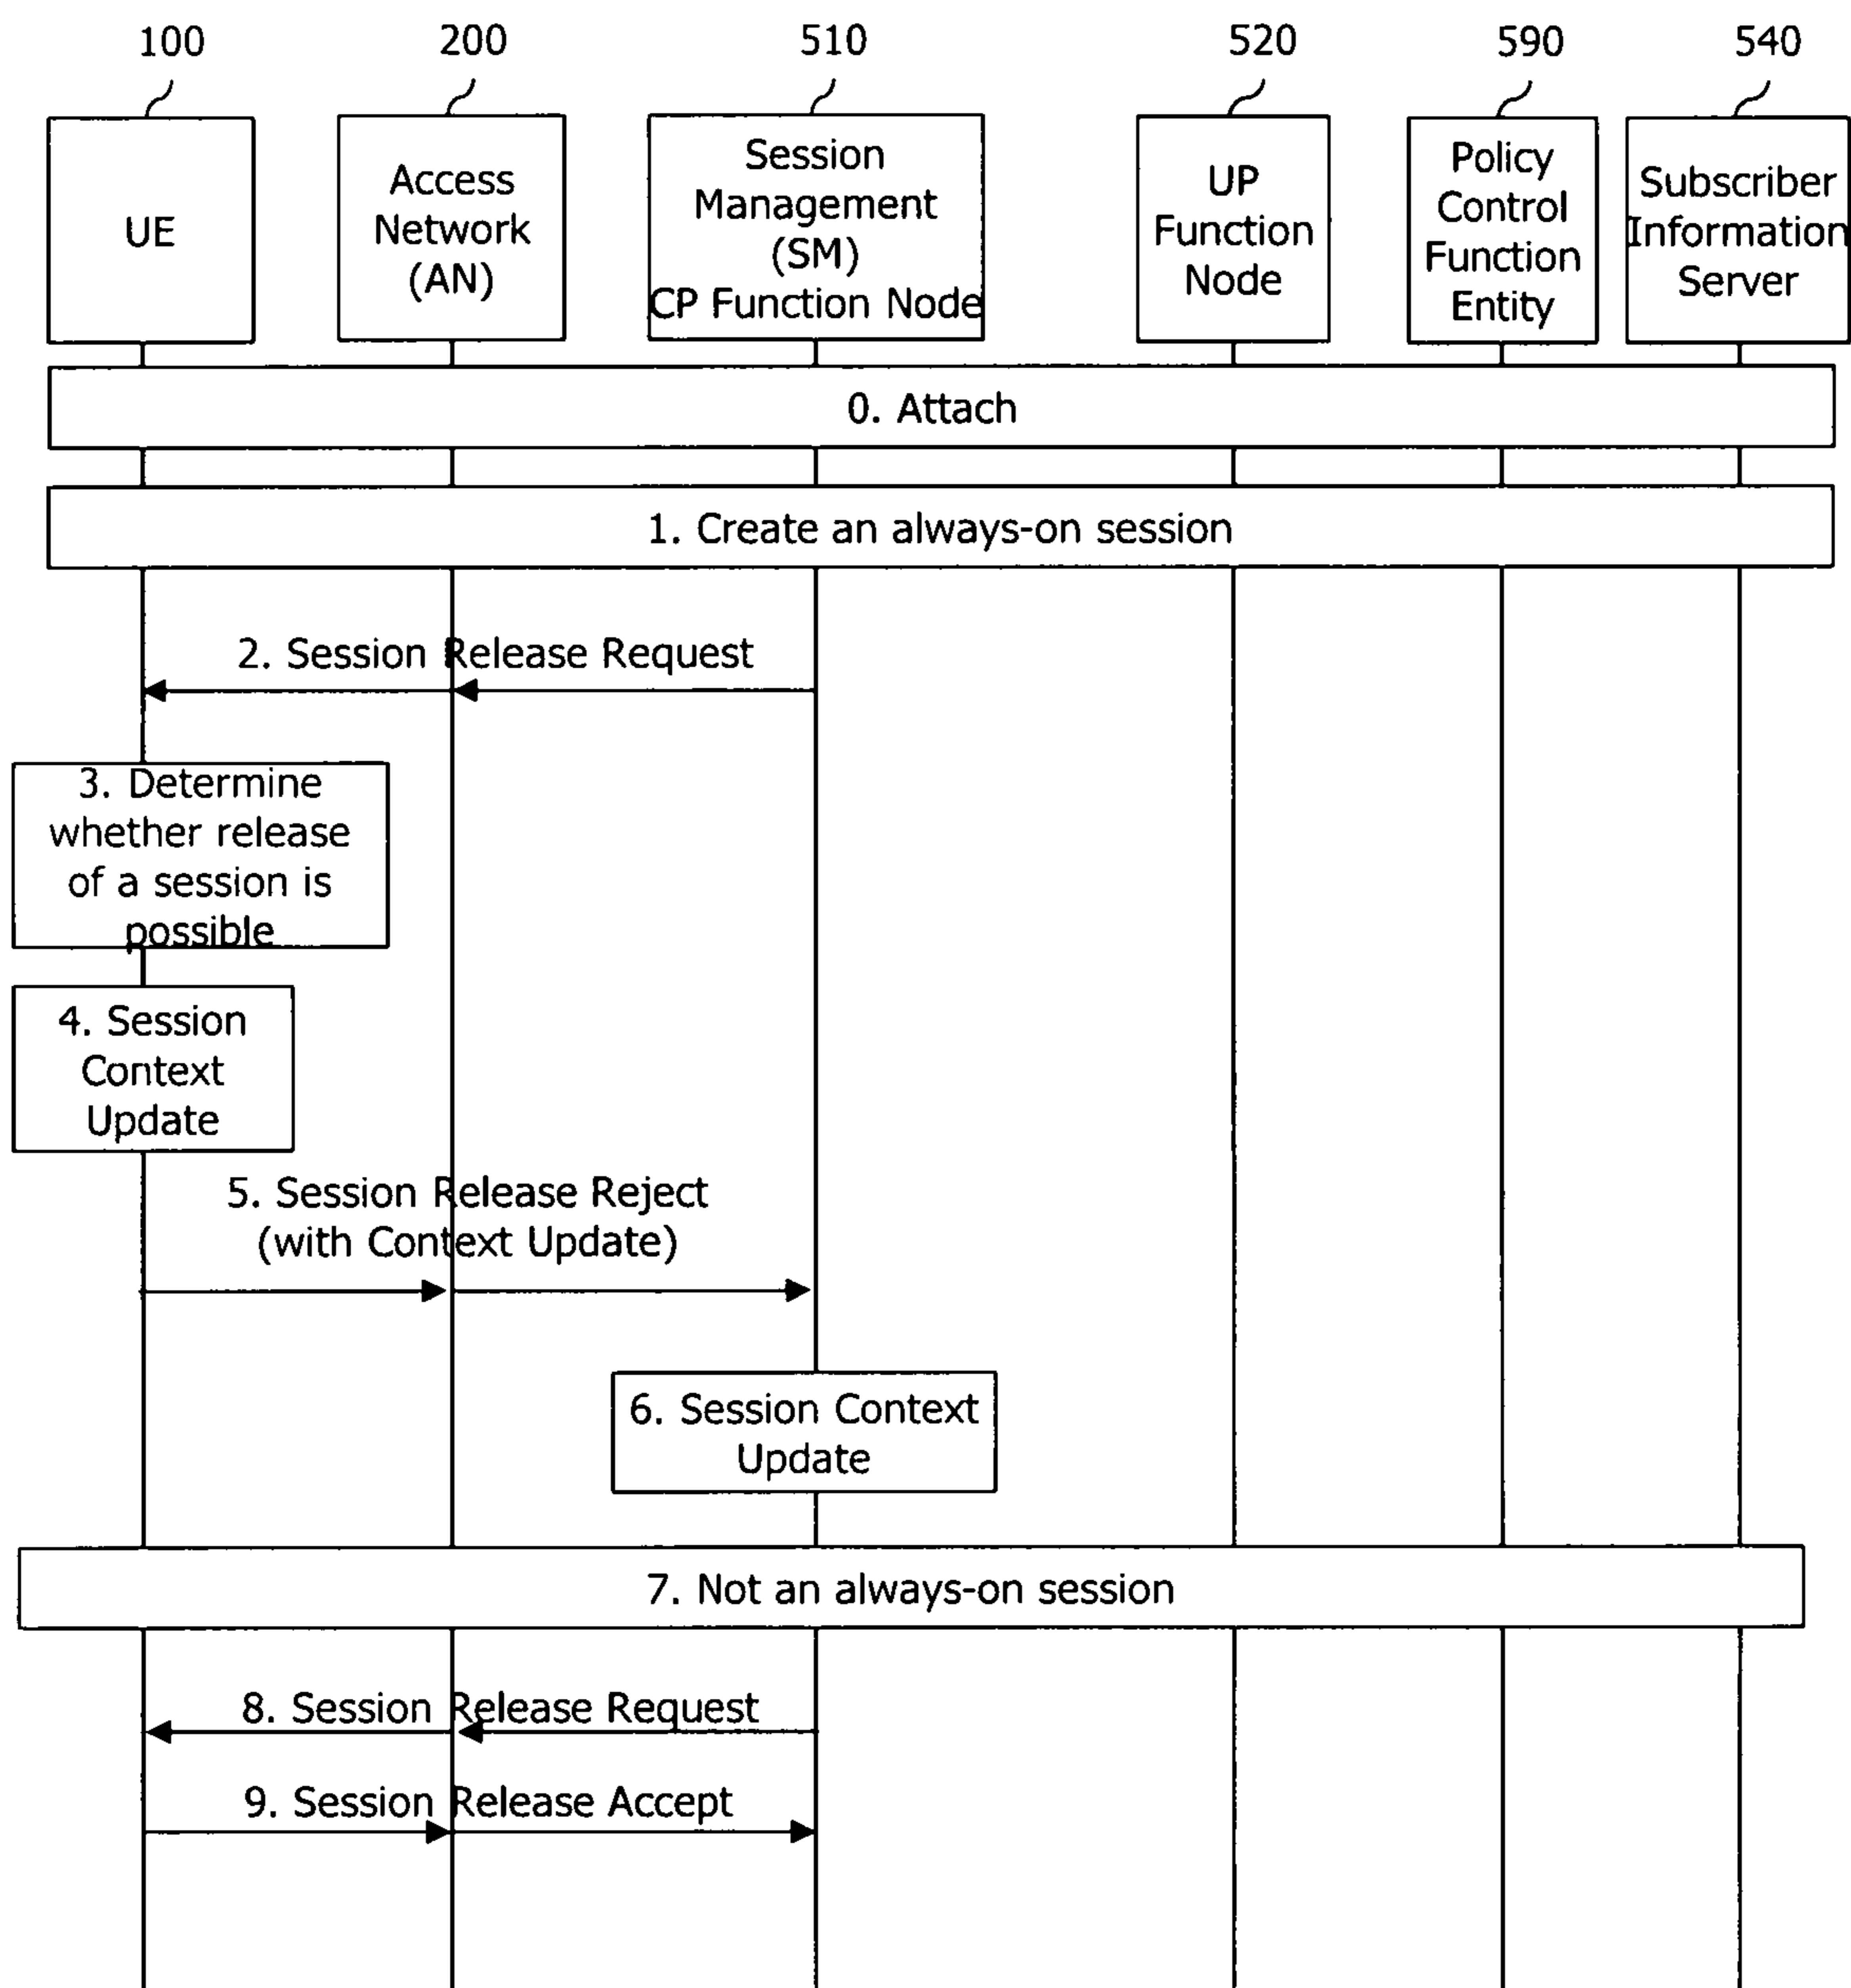 100
200
510
520
590
540
UE
Access
Network
(AN)
Session
Management
(SM)
CP Function Node
UP
Function
Node
Policy
Control
Function
Entity
Subscriber
Information
Server
0. Attach
1. Create an always-on session
2. Session Release Request
3. Determine
whether release
of a session is
possible
4. Session
Context
Update
5. Session Release Reject
(with Context Update)
6. Session Context
Update
7. Not an always-on session
8. Session Release Request
9. Session Release Accept